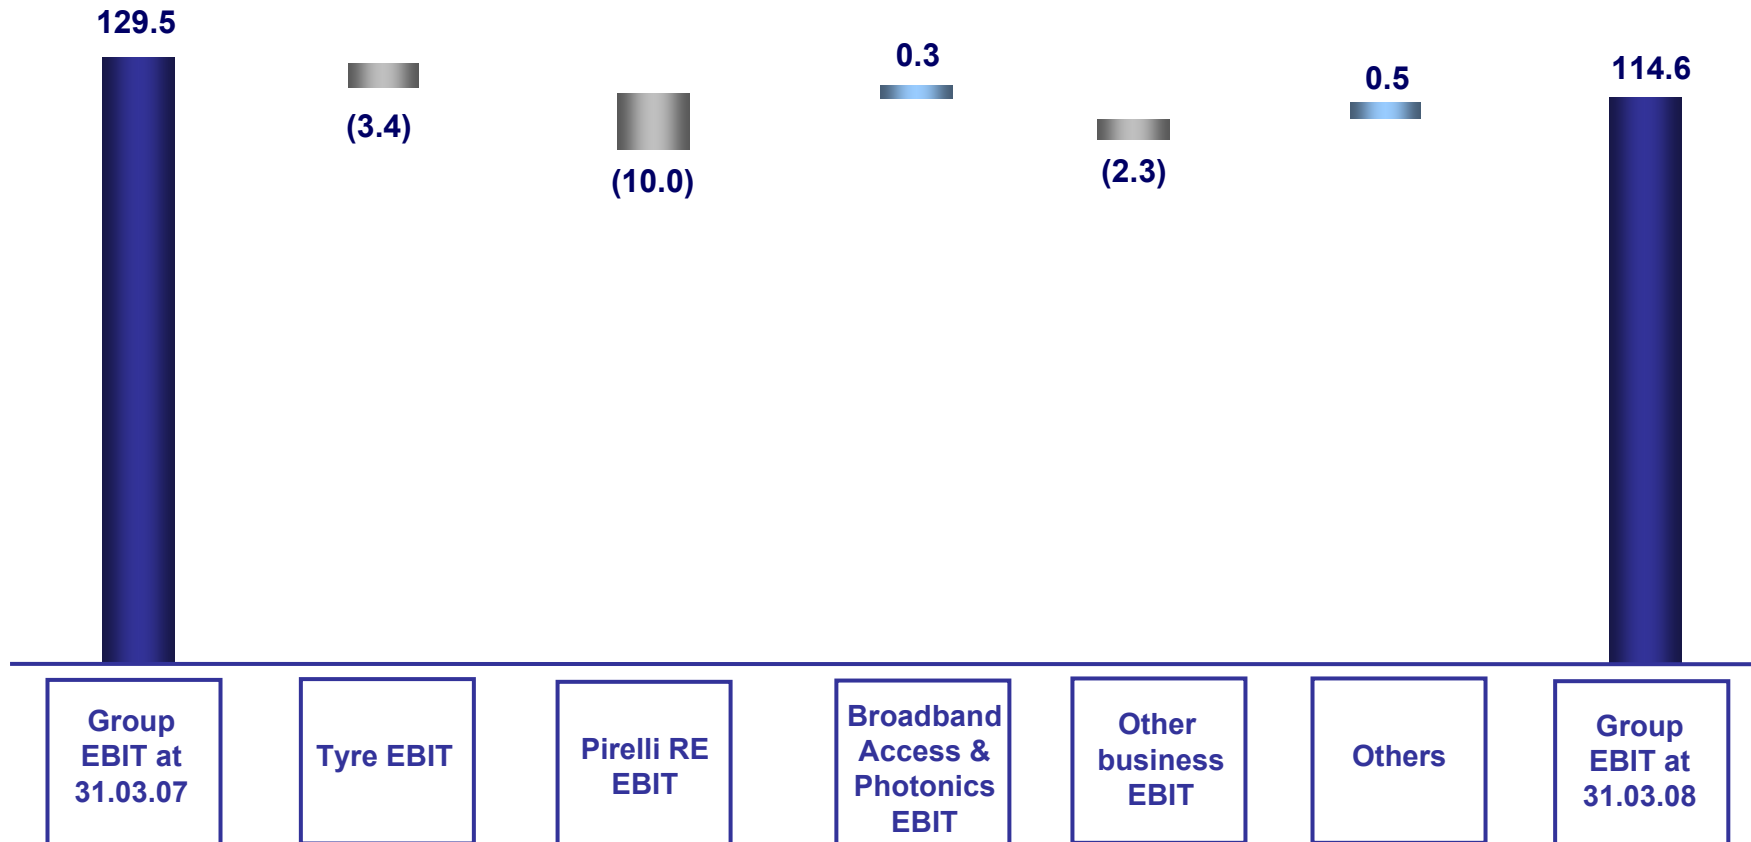 129.5
(3.4)
(10.0)
0.3
(2.3)
0.5
114.6
Group
EBIT at
31.03.07
Tyre EBIT
Pirelli RE
EBIT
Broadband
Access &
Photonics
EBIT
Other
business
EBIT
Others
Group
EBIT at
31.03.08